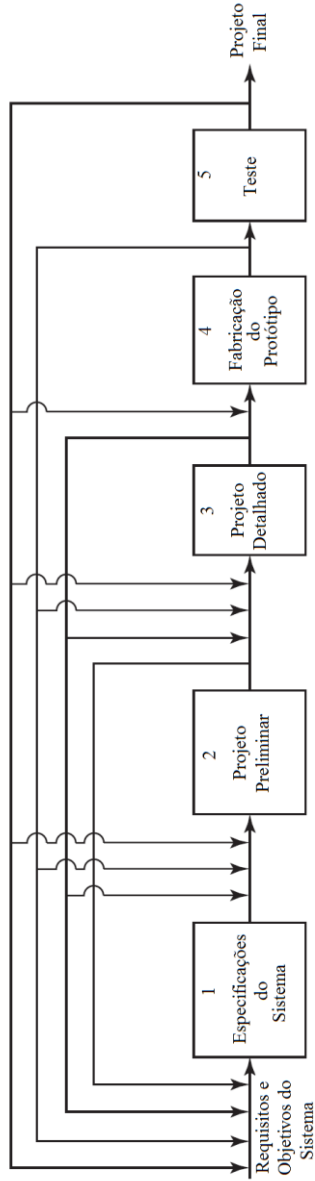 Requisitos e
Objetivos do
Sistema
1
Especificações
do
Sistema
2
Projeto
Preliminar
3
Projeto
Detalhado
4
Fabricação
do
Protótipo
5
Teste
Projeto
Final